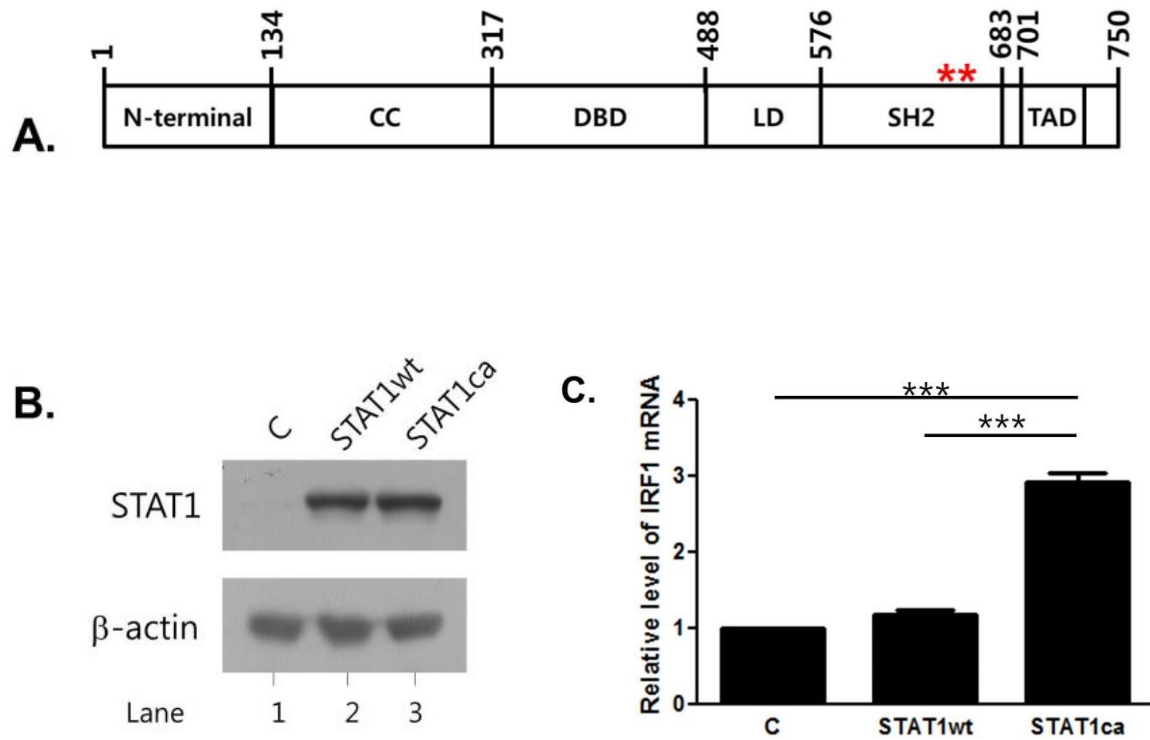 1 134 317 488 576 683 701 750
**
A. N-terminal CC DBD LD SH2 TAD
B.
C STAT1wt STAT1ca
STAT1
β-actin
Lane 1 2 3
C.
Relative level of IRF1 mRNA
4
3
2
1
0
***
***
C STAT1wt STAT1ca